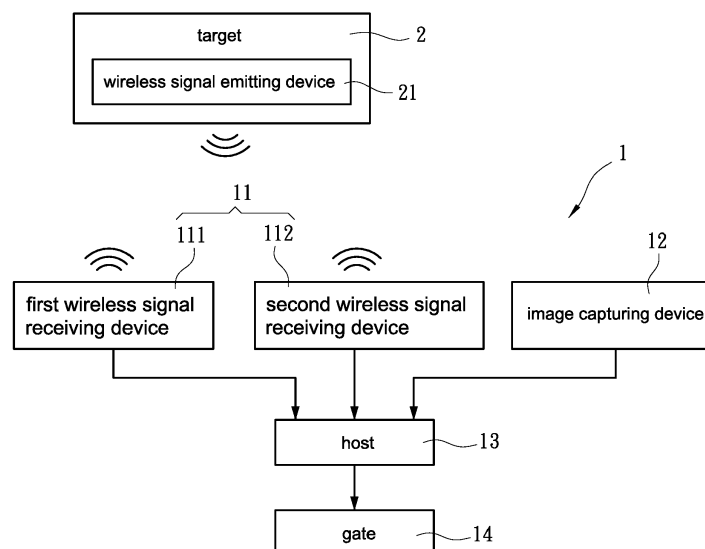 target
2
wireless signal emitting device
21
1
11
111
112
12
first wireless signal
receiving device
second wireless signal
receiving device
image capturing device
host
13
gate
14